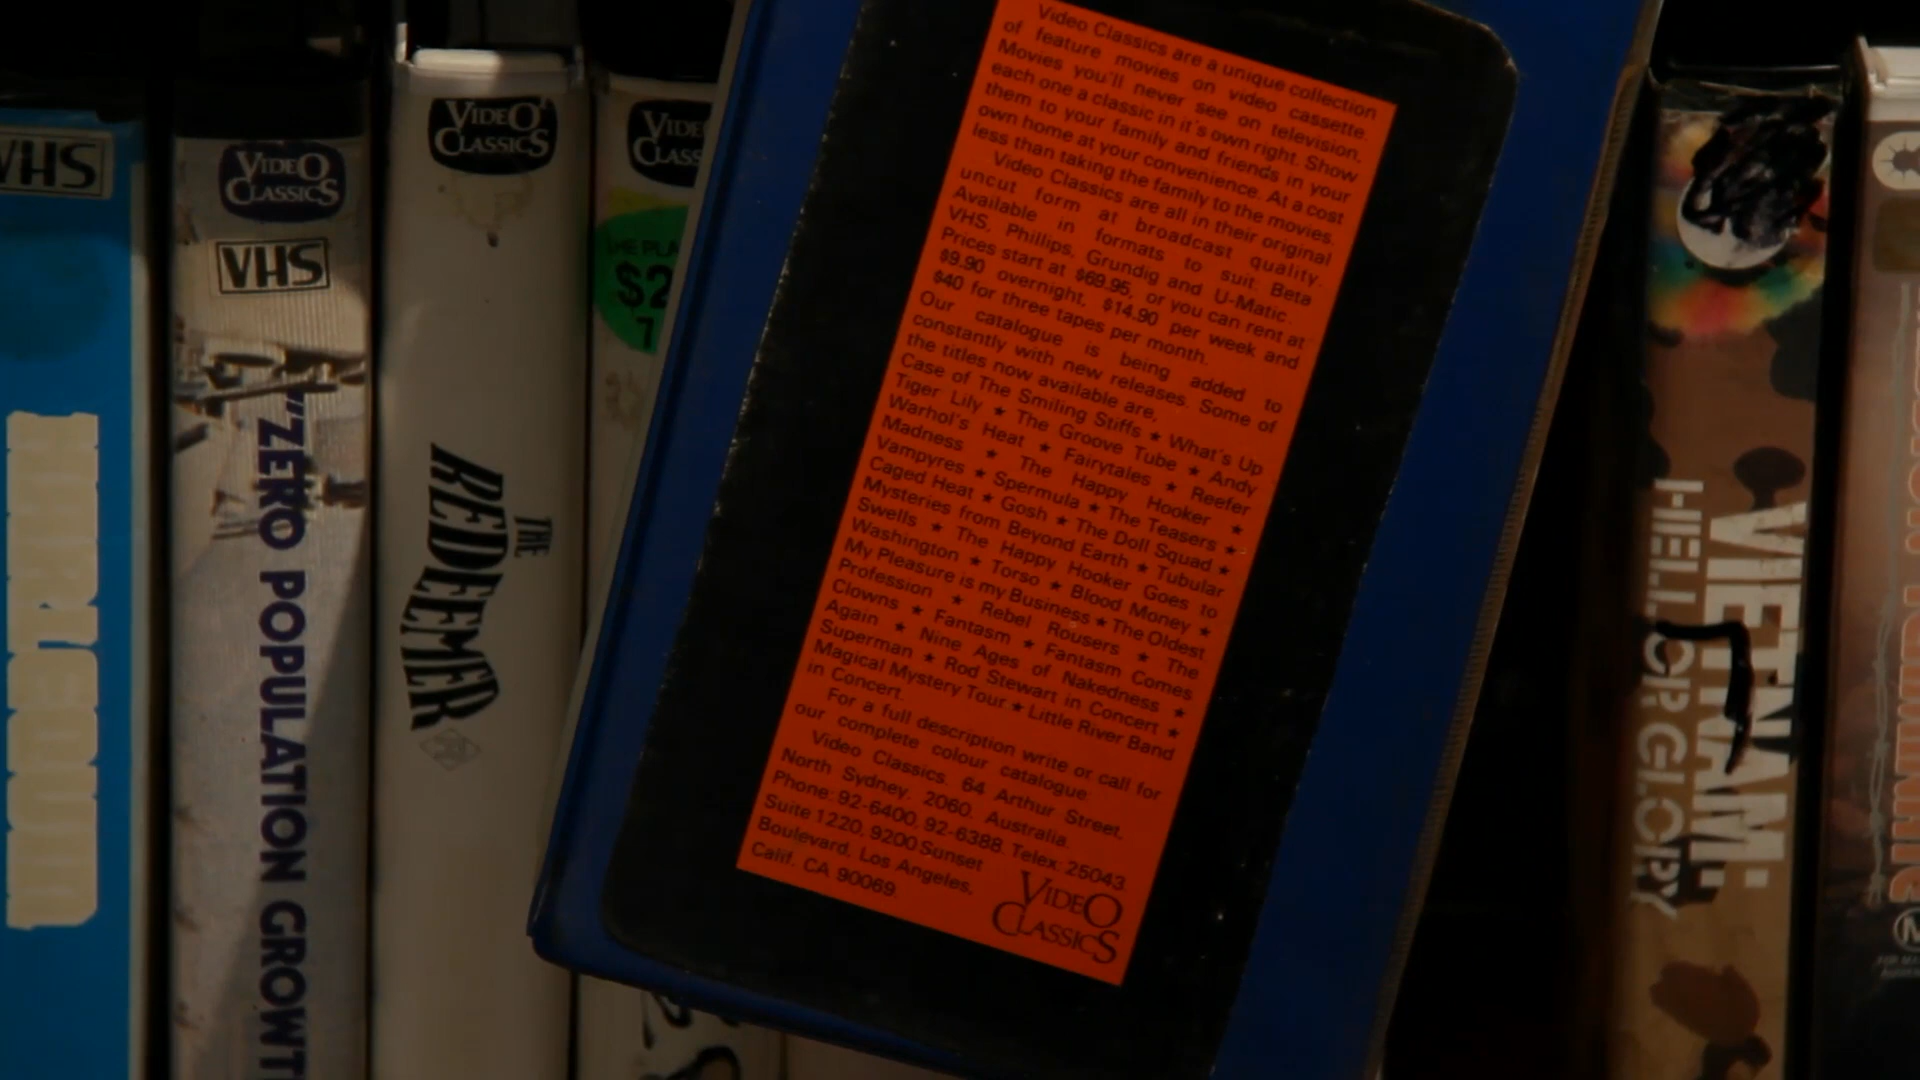 VHS
VIDEO
CLASSICS
VHS
"ZERO POPULATION GROWT
VIDEO
CLASSICS
THE
REDEEMER
VIDE
CLASS
THE PLA
$2
7
Video Classics are a unique collection
of feature movies on video cassette.
Movies you'll never see on television,
each one a classic in it's own right. Show
them to your family and friends in your
own home at your convenience. At a cost
less than taking the family to the movies.
Video Classics are all in their original
uncut form at broadcast quality.
Available in formats to suit. Beta
VHS, Phillips, Grundig and U-Matic.
Prices start at $69.95, or you can rent at
$9.90 overnight, $14.90 per week and
$40 for three tapes per month.
Our catalogue is being added to
constantly with new releases. Some of
the titles now available are,
Case of The Smiling Stiffs ★ What's Up
Tiger Lily ★ The Groove Tube ★ Andy
Warhol's Heat ★ Fairytales ★ Reefer
Madness ★ The Happy Hooker ★
Vampyres ★ Spermula ★ The Teasers ★
Caged Heat ★ Gosh ★ The Doll Squad ★
Mysteries from Beyond Earth ★ Tubular
Swells ★ The Happy Hooker Goes to
Washington ★ Torso ★ Blood Money ★
My Pleasure is my Business ★ The Oldest
Profession ★ Rebel Rousers ★ The
Clowns ★ Fantasm ★ Fantasm Comes
Again ★ Nine Ages of Nakedness ★
Superman ★ Rod Stewart in Concert ★
Magical Mystery Tour ★ Little River Band
in Concert.
For a full description write or call for
our complete colour catalogue
Video Classics. 64 Arthur Street,
North Sydney. 2060. Australia.
Phone: 92-6400, 92-6388. Telex: 25043.
Suite 1220, 9200 Sunset
Boulevard, Los Angeles,
Calif. CA 90069.
VIDEO
CLASSICS
VIETNAM:
HELL OR GLORY